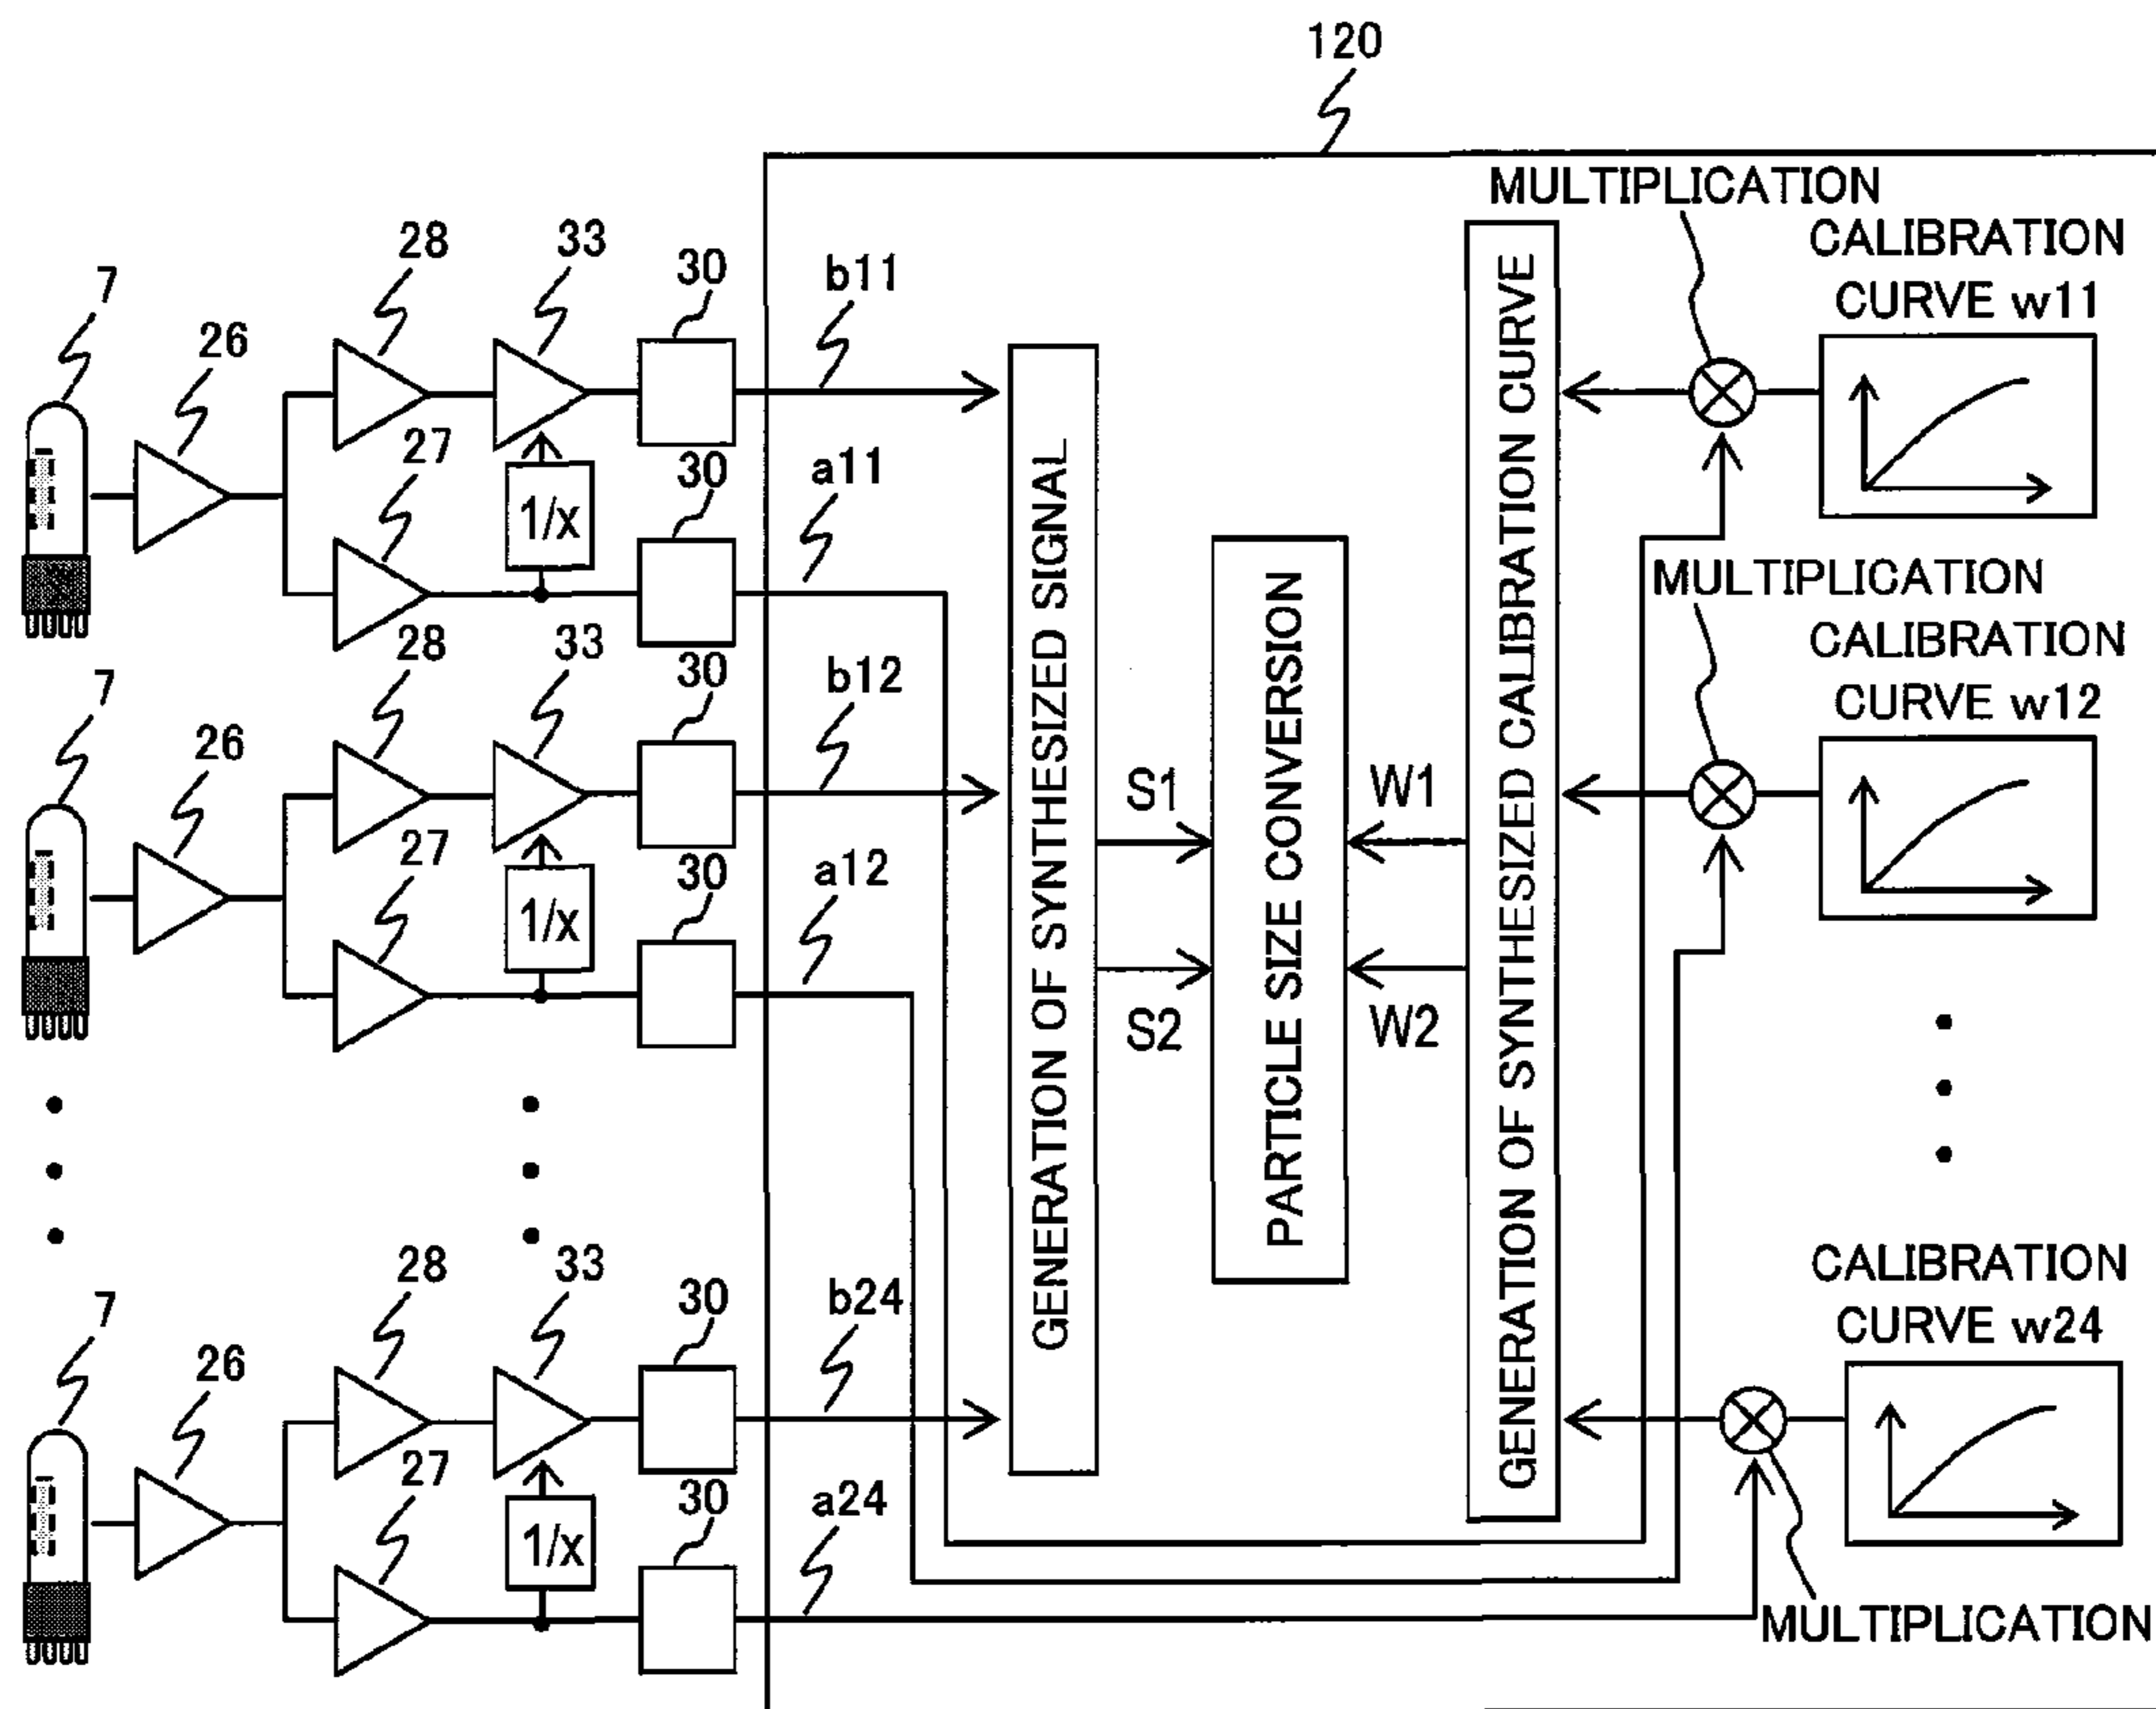 120
MULTIPLICATION
CALIBRATION
CURVE w11
28
33
30
b11
7
26
27
30
a11
1/x
MULTIPLICATION
CALIBRATION
CURVE w12
28
33
30
b12
7
26
27
30
a12
1/x
GENERATION OF SYNTHESIZED SIGNAL
PARTICLE SIZE CONVERSION
GENERATION OF SYNTHESIZED CALIBRATION CURVE
S1
W1
S2
W2
CALIBRATION
CURVE w24
28
33
30
b24
7
26
27
30
a24
1/x
MULTIPLICATION